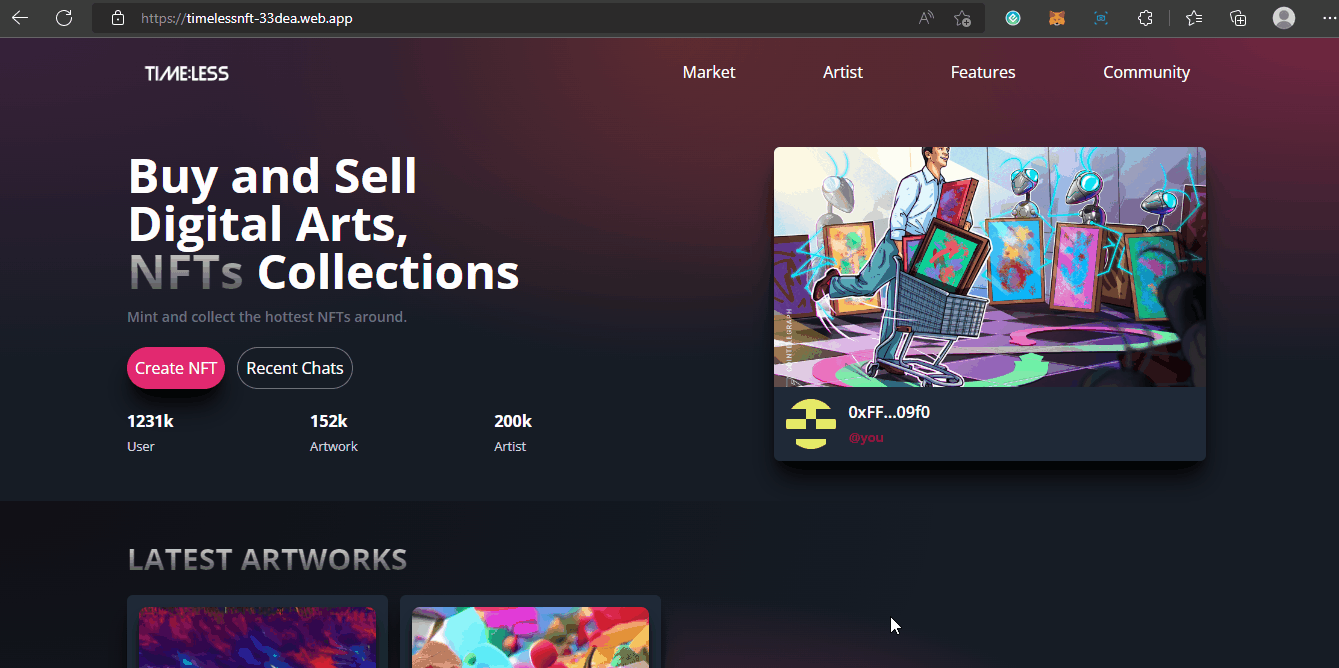 https://timelessnft-33dea.web.app
TIME:LESS
Market
Artist
Features
Community
Buy and Sell
Digital Arts,
NFTs Collections
Mint and collect the hottest NFTs around.
Create NFT
Recent Chats
1231k
152k
200k
User
Artwork
Artist
COINTELEGRAPH
0xFF...09f0
@you
LATEST ARTWORKS